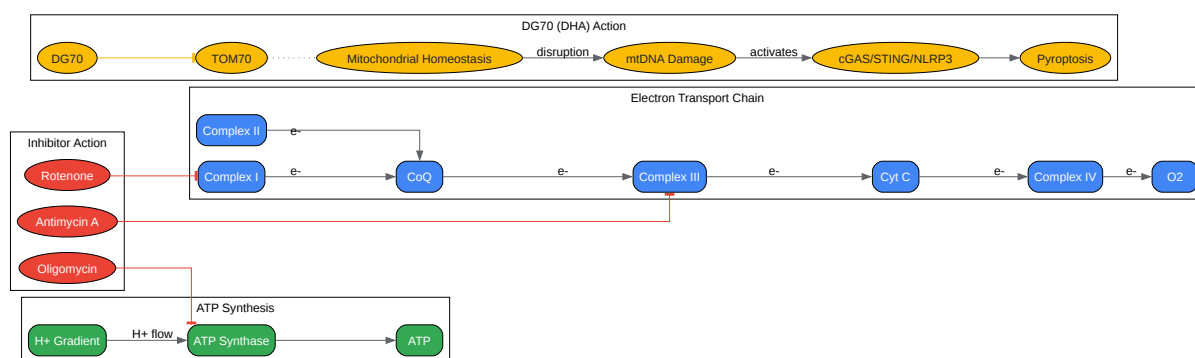 DG70 (DHA) Action
DG70
TOM70
Mitochondrial Homeostasis
disruption
mtDNA Damage
activates
cGAS/STING/NLRP3
Pyroptosis
Electron Transport Chain
Complex II
e-
Inhibitor Action
Rotenone
Complex I
e-
CoQ
e-
Complex III
e-
Cyt C
e-
Complex IV
e-
O2
Antimycin A
Oligomycin
ATP Synthesis
H+ Gradient
H+ flow
ATP Synthase
ATP